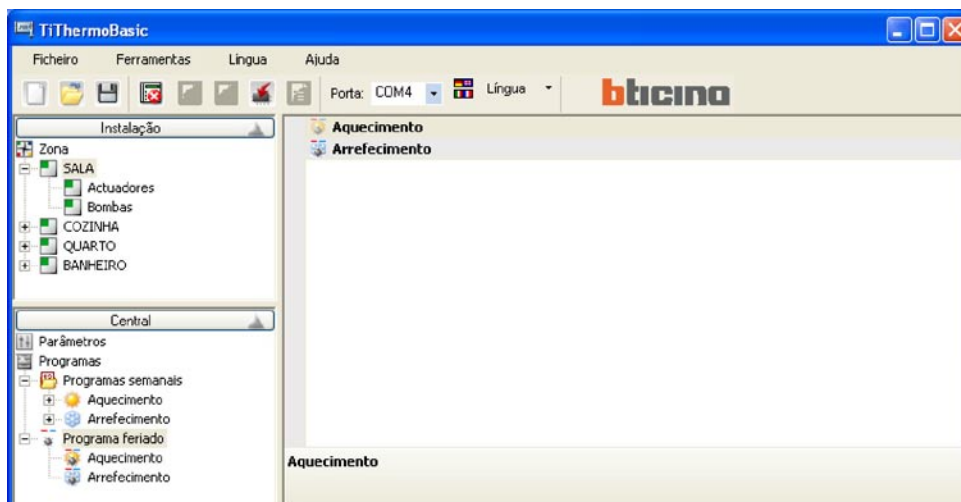 TiThermoBasic
Ficheiro Ferramentas Língua Ajuda
Porta: COM4 Língua bticino
Instalação
Zona
SALA
Actuadores
Bombas
COZINHA
QUARTO
BANHEIRO
Central
Parâmetros
Programas
Programas semanais
Aquecimento
Arrefecimento
Programa feriado
Aquecimento
Arrefecimento
Aquecimento
Arrefecimento
Aquecimento